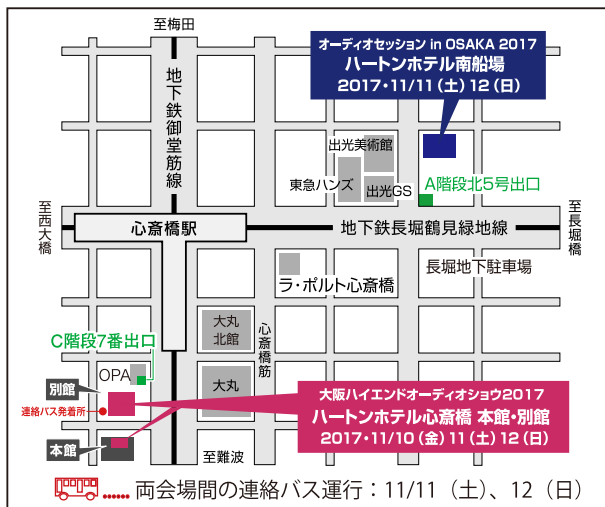 至梅田
オーディオセッション in OSAKA 2017
ハートンホテル南船場
2017・11/11（土）12（日）
地下鉄御堂筋線
出光美術館
東急ハンズ
出光GS
A階段北5号出口
至西大橋
心斎橋駅
地下鉄長堀鶴見緑地線
至長堀橋
長堀地下駐車場
ラ・ポルト心斎橋
C階段7番出口
大丸
北館
心斎橋筋
OPA
別館
大丸
連絡バス発着所
大阪ハイエンドオーディオショウ2017
ハートンホテル心斎橋 本館・別館
2017・11/10（金）11（土）12（日）
本館
至難波
...... 両会場間の連絡バス運行：11/11（土）、12（日）